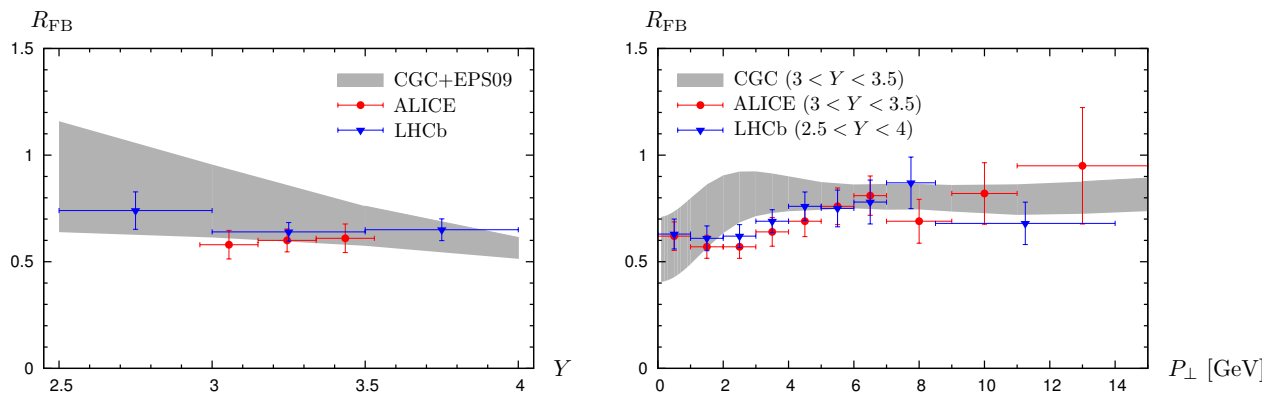 R_FB
1.5
1
0.5
0
2.5 3 3.5 4
Y
CGC+EPS09
ALICE
LHCb
R_FB
1.5
1
0.5
0
0 2 4 6 8 10 12 14
P_⊥ [GeV]
CGC (3 < Y < 3.5)
ALICE (3 < Y < 3.5)
LHCb (2.5 < Y < 4)